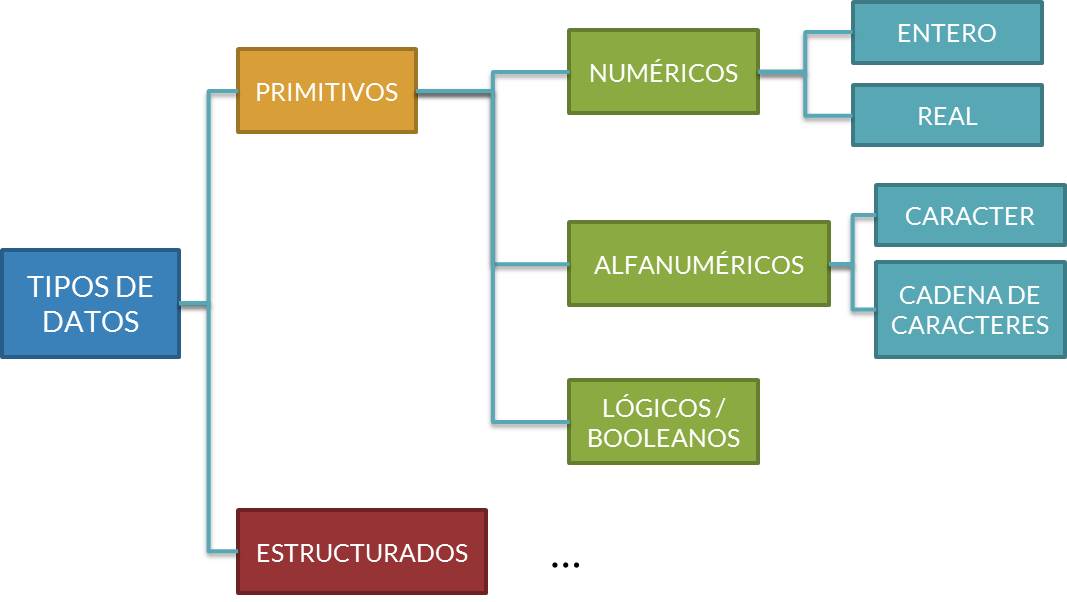 TIPOS DE
DATOS
PRIMITIVOS
NUMÉRICOS
ENTERO
REAL
ALFANUMÉRICOS
CARACTER
CADENA DE
CARACTERES
LÓGICOS /
BOOLEANOS
ESTRUCTURADOS
...